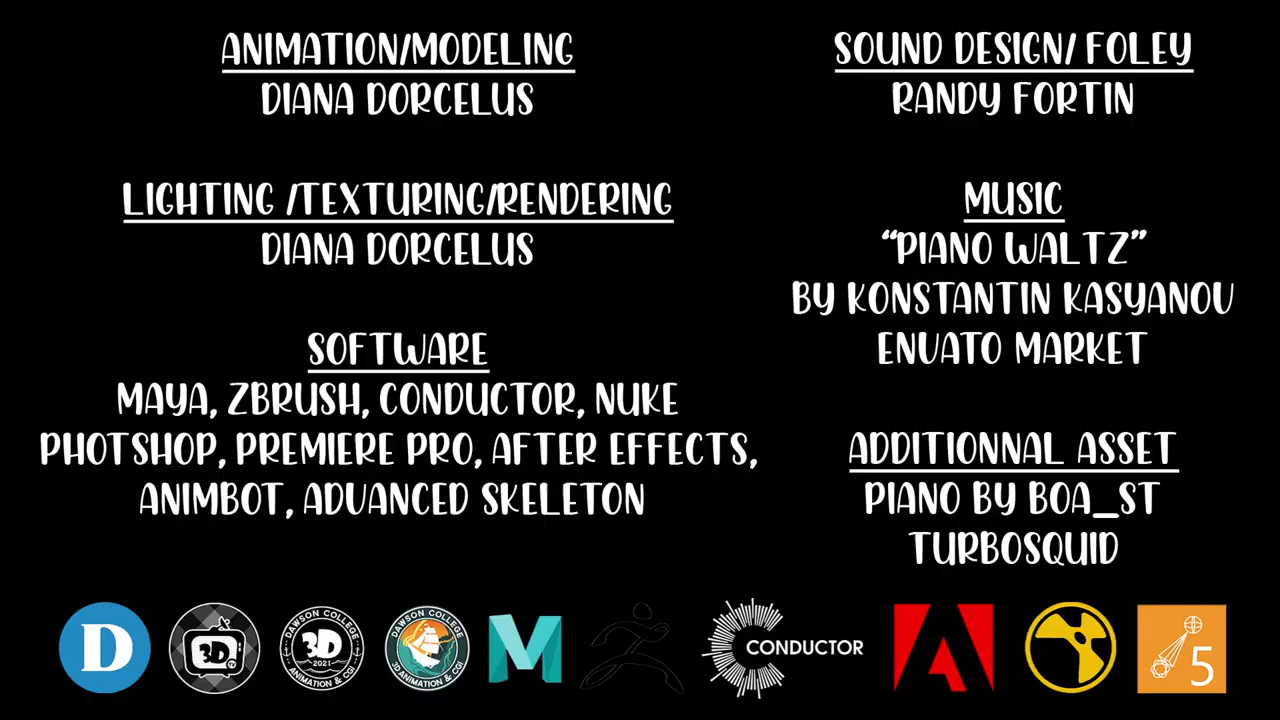 ANIMATION/MODELING
DIANA DORCELUS
LIGHTING /TEXTURING/RENDERING
DIANA DORCELUS
SOFTWARE
MAYA, ZBRUSH, CONDUCTOR, NUKE
PHOTSHOP, PREMIERE PRO, AFTER EFFECTS,
ANIMBOT, ADVANCED SKELETON
SOUND DESIGN/ FOLEY
RANDY FORTIN
MUSIC
“PIANO WALTZ”
BY KONSTANTIN KASYANOV
ENVATO MARKET
ADDITIONNAL ASSET
PIANO BY BOA_ST
TURBOSQUID
D
3D
TV
DAWSON COLLEGE
3D
2021
ANIMATION & CGI
DAWSON COLLEGE
3D ANIMATION & CGI
M
CONDUCTOR
5